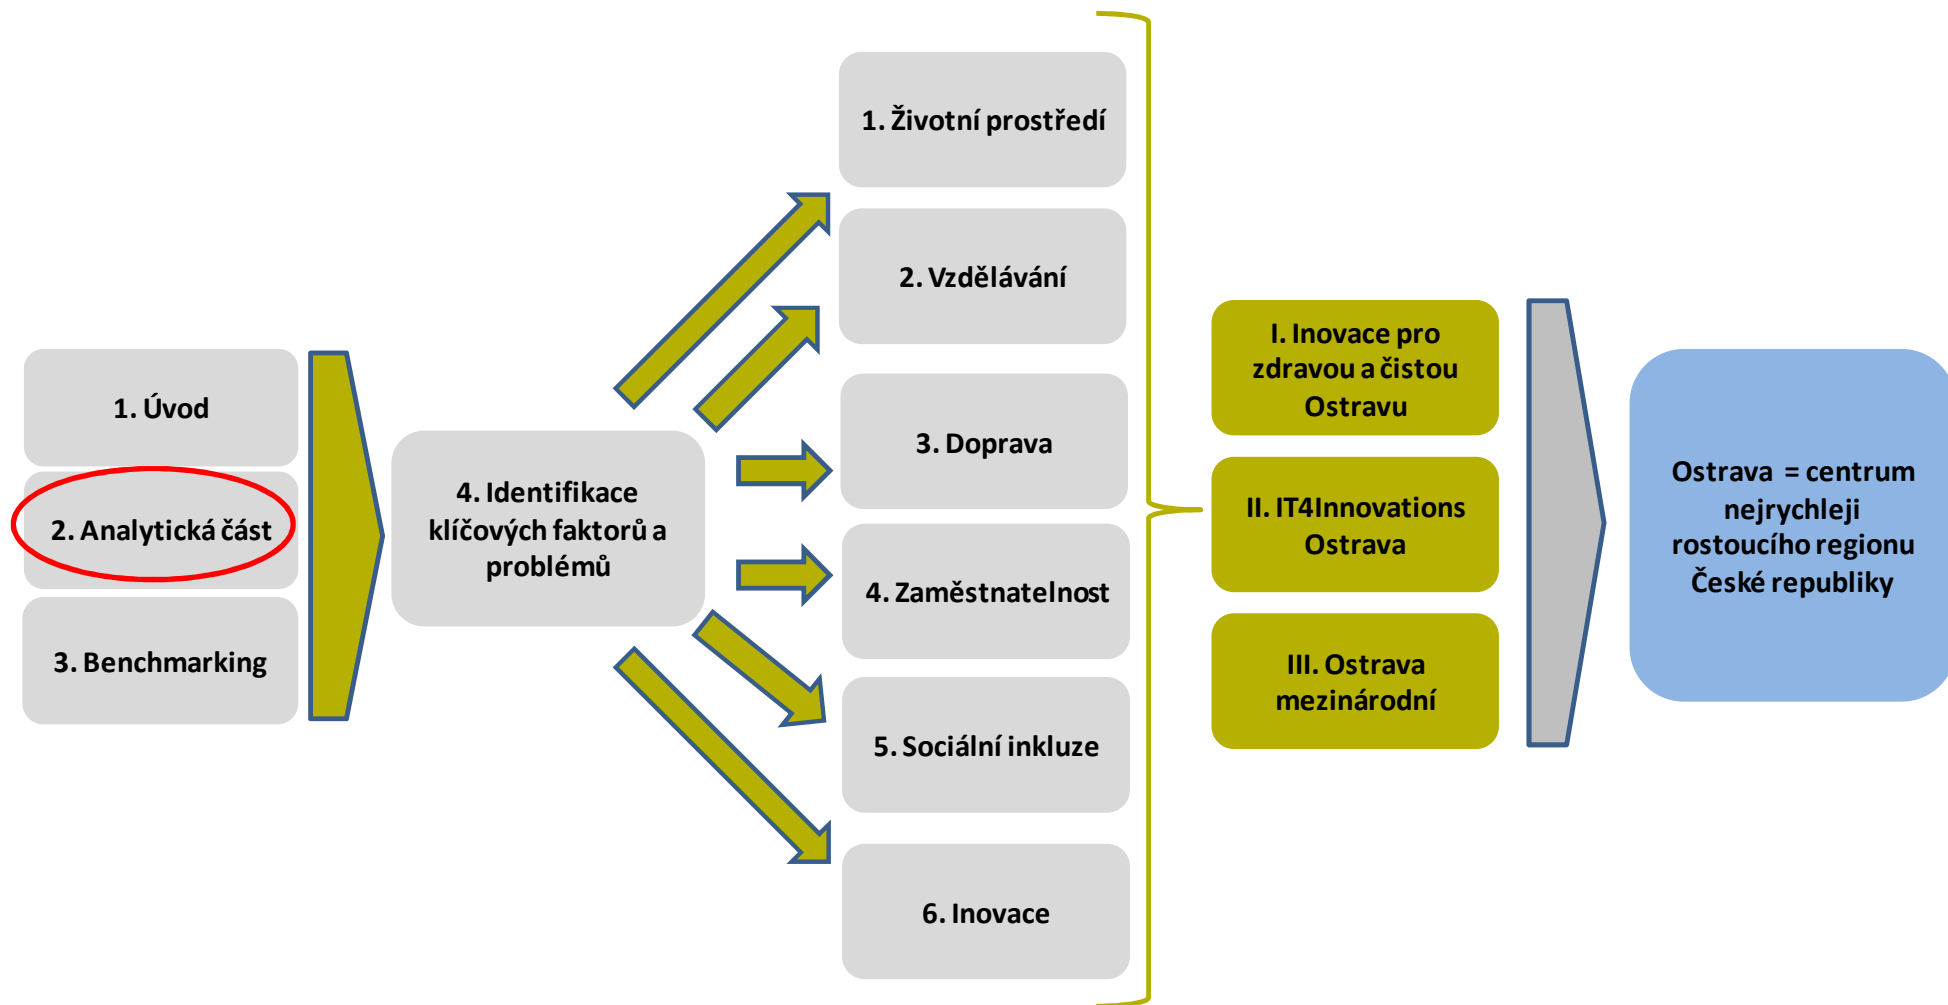 1. Úvod
2. Analytická část
3. Benchmarking
4. Identifikace
klíčových faktorů a
problémů
1. Životní prostředí
2. Vzdělávání
3. Doprava
4. Zaměstnatelnost
5. Sociální inkluze
6. Inovace
I. Inovace pro
zdravou a čistou
Ostravu
II. IT4Innovations
Ostrava
III. Ostrava
mezinárodní
Ostrava = centrum
nejrychleji
rostoucího regionu
České republiky